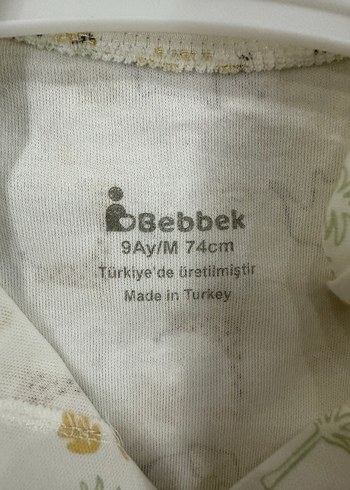 Bebbek
9Ay/M 74cm
Türkiye'de üretilmiştir
Made in Turkey